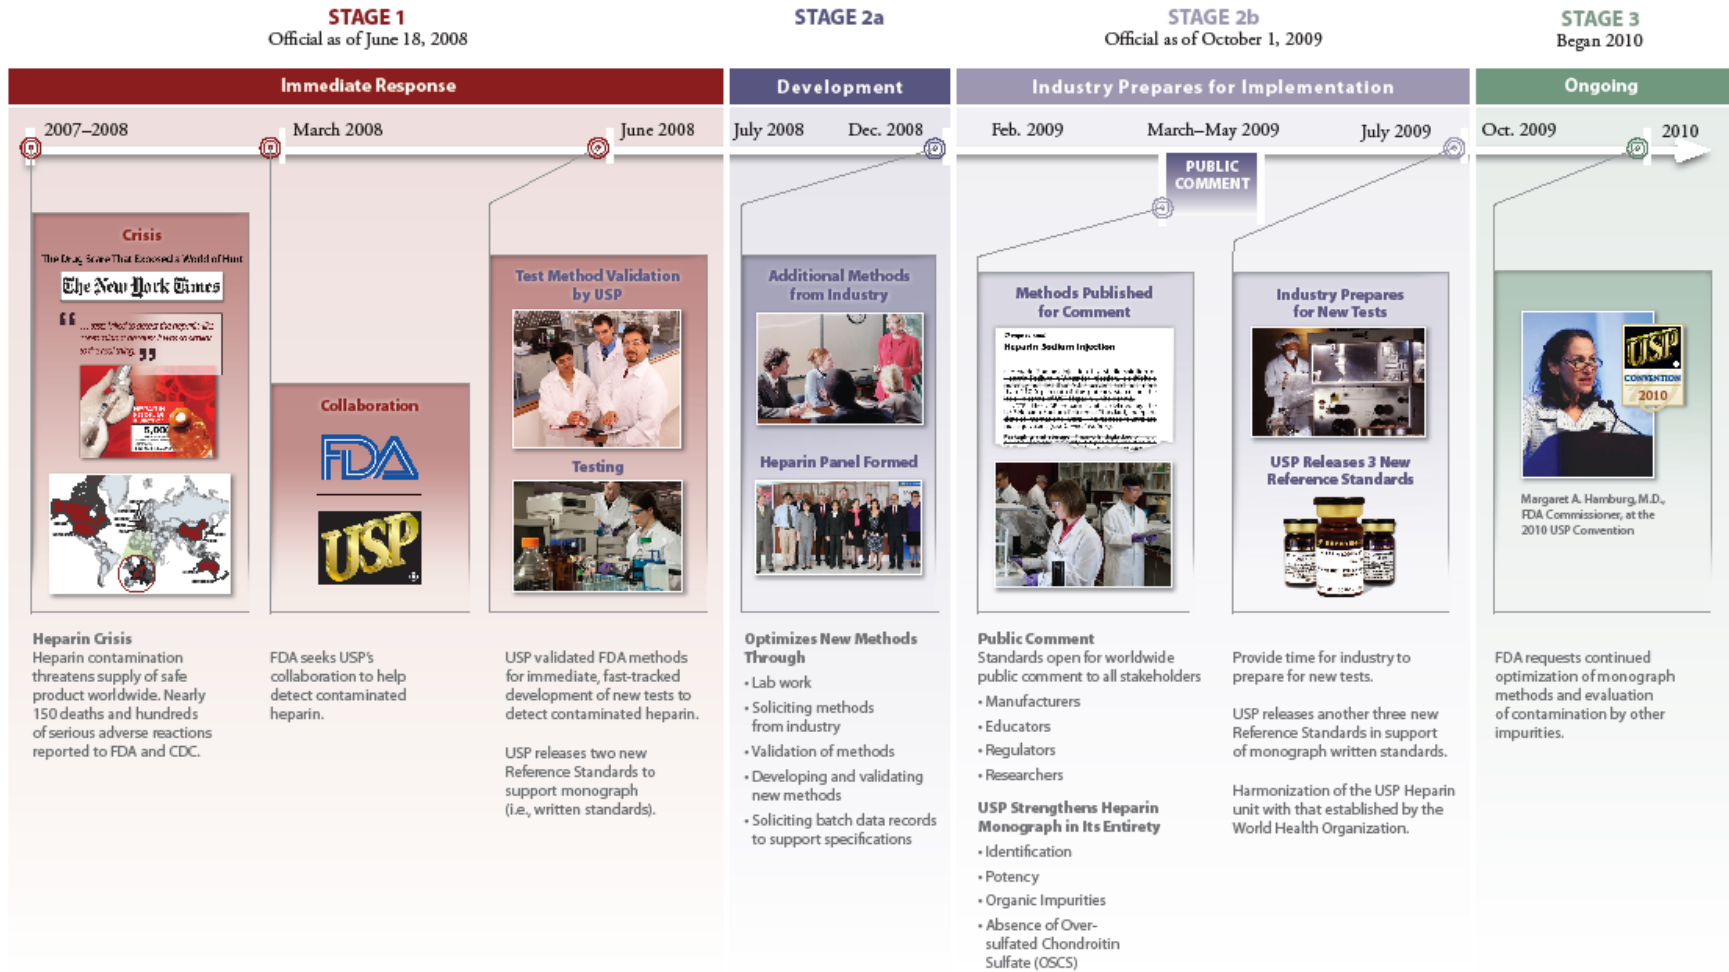 STAGE 1
Official as of June 18, 2008
STAGE 2a
STAGE 2b
Official as of October 1, 2009
STAGE 3
Began 2010
Immediate Response
Development
Industry Prepares for Implementation
Ongoing
2007–2008
March 2008
June 2008
July 2008
Dec. 2008
Feb. 2009
March–May 2009
July 2009
Oct. 2009
2010
PUBLIC
COMMENT
Crisis
The Drug Scare That Exposed a World of Hurt
The New York Times
HEPARIN
5,000
Heparin Crisis
Heparin contamination
threatens supply of safe
product worldwide. Nearly
150 deaths and hundreds
of serious adverse reactions
reported to FDA and CDC.
Collaboration
FDA
USP
FDA seeks USP's
collaboration to help
detect contaminated
heparin.
Test Method Validation
by USP
Testing
USP validated FDA methods
for immediate, fast-tracked
development of new tests to
detect contaminated heparin.
USP releases two new
Reference Standards to
support monograph
(i.e., written standards).
Additional Methods
from Industry
Heparin Panel Formed
Optimizes New Methods
Through
• Lab work
• Soliciting methods
from industry
• Validation of methods
• Developing and validating
new methods
• Soliciting batch data records
to support specifications
Methods Published
for Comment
Heparin Sodium Injection
Public Comment
Standards open for worldwide
public comment to all stakeholders
• Manufacturers
• Educators
• Regulators
• Researchers
USP Strengthens Heparin
Monograph in Its Entirety
• Identification
• Potency
• Organic Impurities
• Absence of Over-
sulfated Chondroitin
Sulfate (OSCS)
Industry Prepares
for New Tests
USP Releases 3 New
Reference Standards
Provide time for industry to
prepare for new tests.
USP releases another three new
Reference Standards in support
of monograph written standards.
Harmonization of the USP Heparin
unit with that established by the
World Health Organization.
USP
CONVENTION
2010
Margaret A. Hamburg, M.D.,
FDA Commissioner, at the
2010 USP Convention
FDA requests continued
optimization of monograph
methods and evaluation
of contamination by other
impurities.